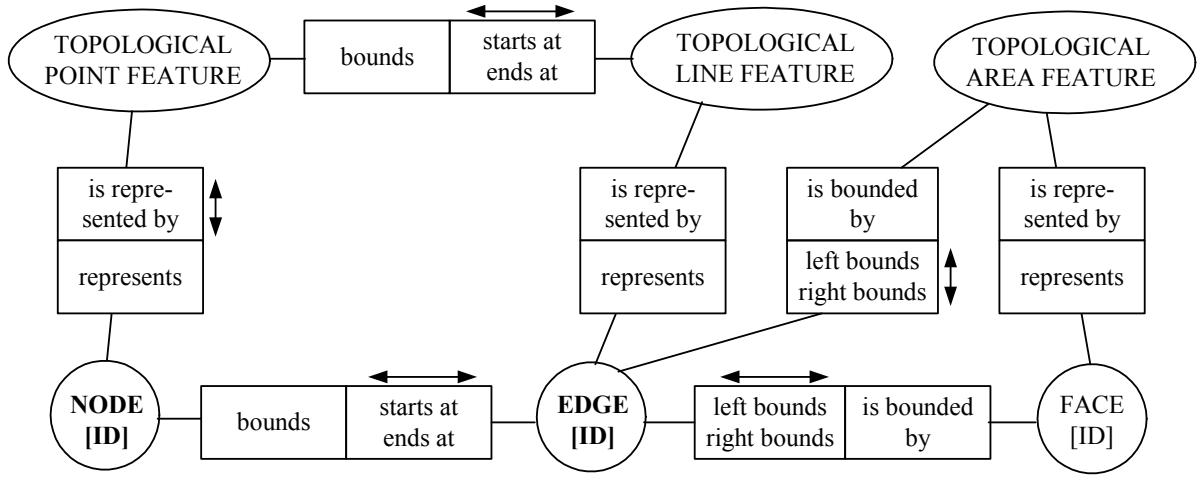 TOPOLOGICAL
POINT FEATURE
bounds
starts at
ends at
TOPOLOGICAL
LINE FEATURE
TOPOLOGICAL
AREA FEATURE
is repre-
sented by
represents
is repre-
sented by
represents
is bounded
by
left bounds
right bounds
is repre-
sented by
represents
NODE
[ID]
bounds
starts at
ends at
EDGE
[ID]
left bounds
right bounds
is bounded
by
FACE
[ID]